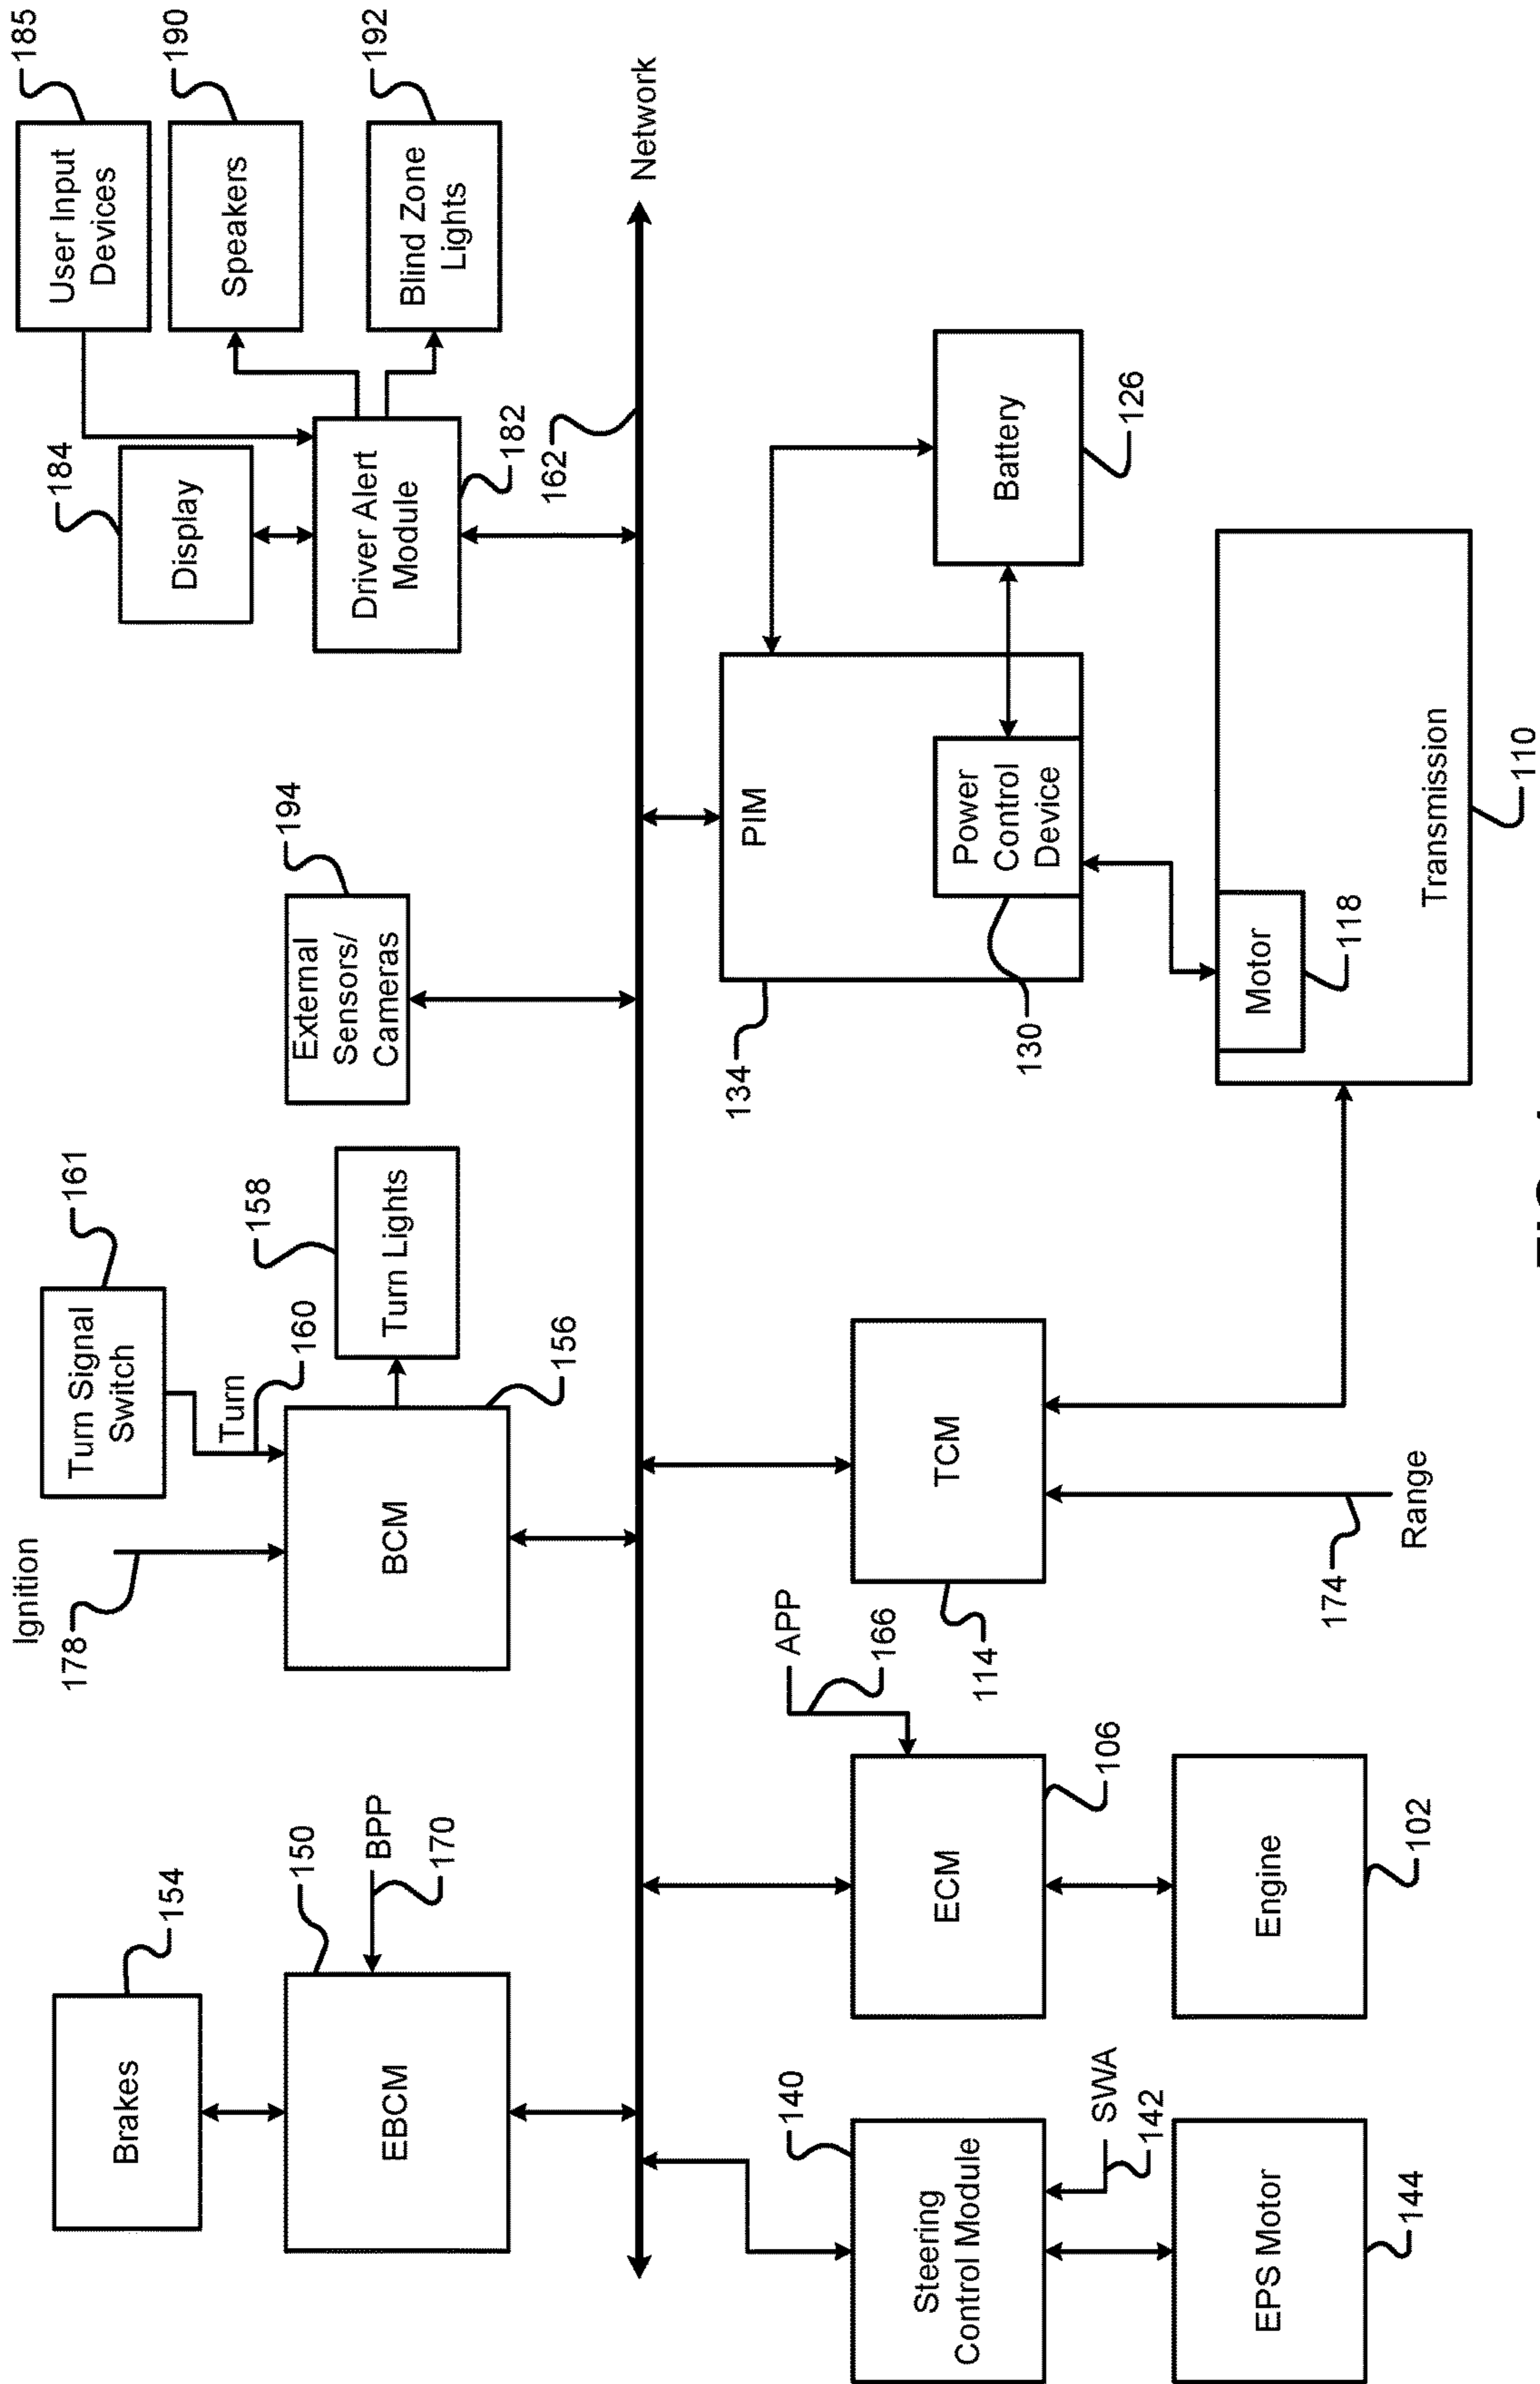 Brakes
154
EBCM
150
BPP
170
Ignition
178
Turn Signal
Switch
161
Turn
160
BCM
156
Turn Lights
158
External
Sensors/
Cameras
194
Display
184
Driver Alert
Module
182
User Input
Devices
185
Speakers
190
Blind Zone
Lights
192
162
Network
Steering
Control Module
140
SWA
142
EPS Motor
144
ECM
106
APP
166
Engine
102
TCM
114
174
Range
PIM
134
Power
Control
Device
130
Battery
126
Motor
118
Transmission
110